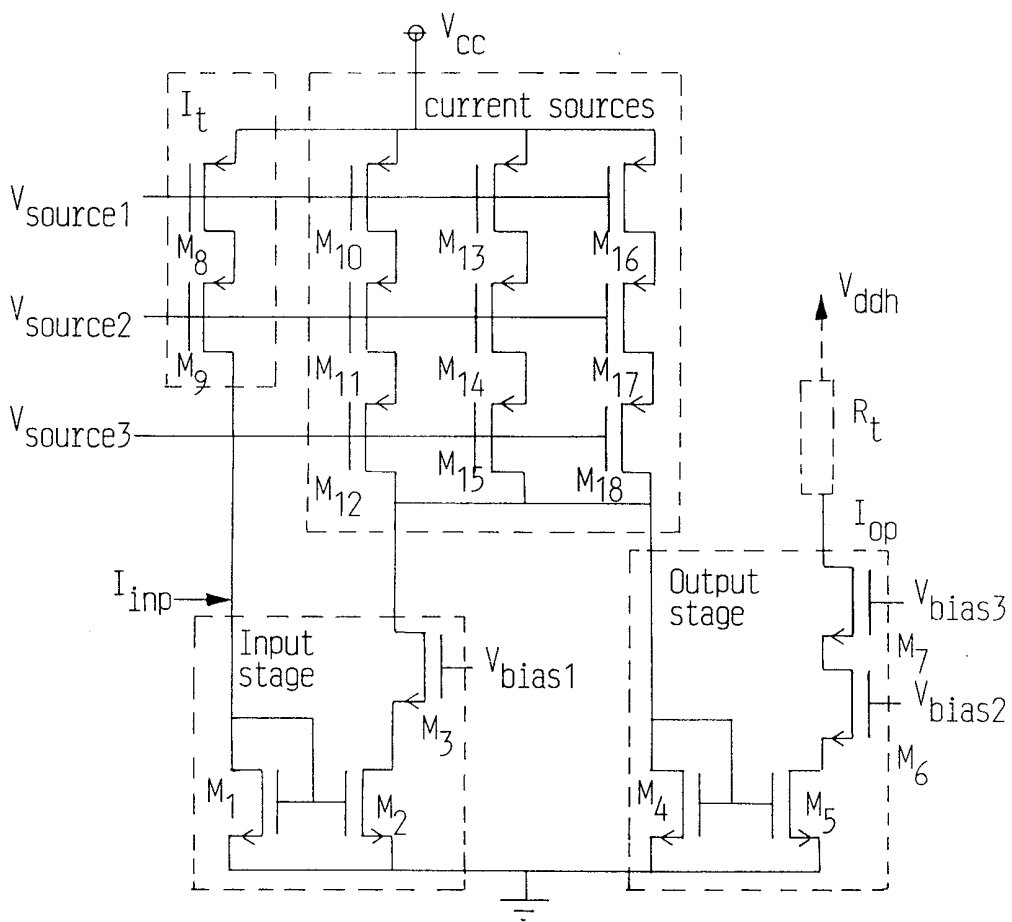 V_cc
I_t
current sources
V_source1
M_8
M_10
M_13
M_16
V_source2
V_ddh
M_9
M_11
M_14
M_17
V_source3
R_t
M_12
M_15
M_18
I_op
I_inp
Output
stage
V_bias3
Input
stage
V_bias1
M_7
V_bias2
M_3
M_6
M_1
M_2
M_4
M_5